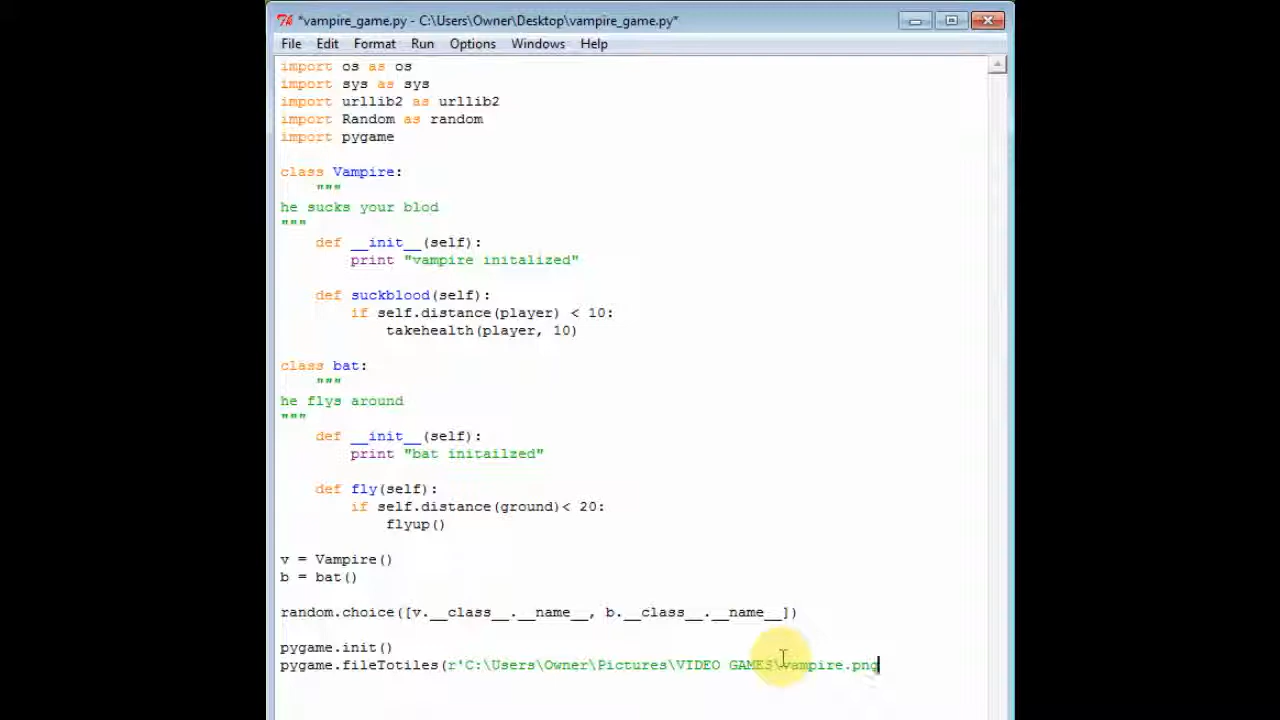 *vampire_game.py - C:\Users\Owner\Desktop\vampire_game.py*
File Edit Format Run Options Windows Help
import os as os
import sys as sys
import urllib2 as urllib2
import Random as random
import pygame
class Vampire:
"""
he sucks your blod
"""
def __init__(self):
print "vampire initalized"
def suckblood(self):
if self.distance(player) < 10:
takehealth(player, 10)
class bat:
"""
he flys around
"""
def __init__(self):
print "bat initailzed"
def fly(self):
if self.distance(ground)< 20:
flyup()
v = Vampire()
b = bat()
random.choice([v.__class__.__name__, b.__class__.__name__])
pygame.init()
pygame.fileTotiles(r'C:\Users\Owner\Pictures\VIDEO GAMES\vampire.png